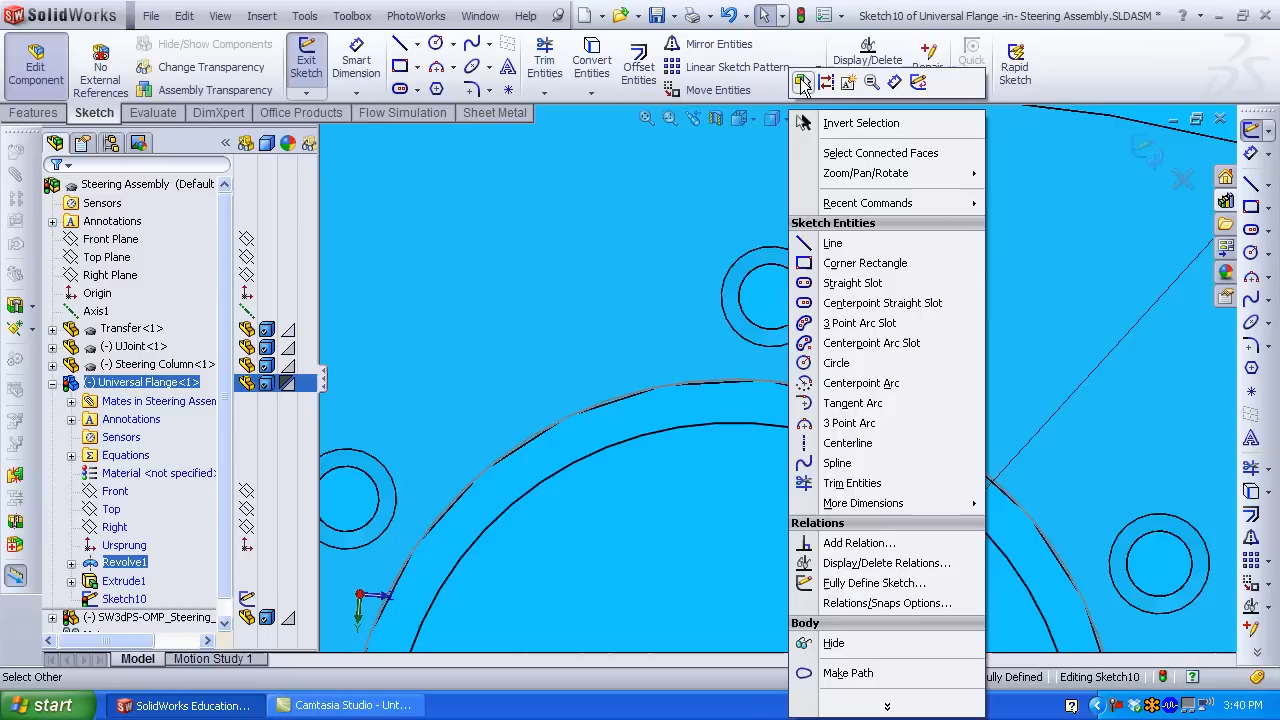 SolidWorks File Edit View Insert Tools Toolbox PhotoWorks Window Help Sketch10 of Universal Flange -in- Steering Assembly.SLDASM *
Edit Component
No External References
Hide/Show Components
Change Transparency
Assembly Transparency
Exit Sketch
Smart Dimension
Trim Entities
Convert Entities
Offset Entities
Mirror Entities
Linear Sketch Pattern
Move Entities
Display/Delete
Repair
Quick
Rapid Sketch
Features Sketch Evaluate DimXpert Office Products Flow Simulation Sheet Metal
Steering Assembly (Default
Sensors
Annotations
Front Plane
Top Plane
Right Plane
Origin
Axis1
Transfer<1>
(-) UJoint<1>
(-) Steering Column<1>
(-) Universal Flange<1>
Mates in Steering Assem
Annotations
Sensors
Equations
Material <not specified>
Front
Top
Right
Ursprung
Revolve1
Extrude1
Sketch10
(-) SW3dPS-OMP_Steering_
Invert Selection
Select Connected Faces
Zoom/Pan/Rotate
Recent Commands
Sketch Entities
Line
Corner Rectangle
Straight Slot
Centerpoint Straight Slot
3 Point Arc Slot
Centerpoint Arc Slot
Circle
Centerpoint Arc
Tangent Arc
3 Point Arc
Centerline
Spline
Trim Entities
More Dimensions
Relations
Add Relation...
Display/Delete Relations...
Fully Define Sketch...
Relations/Snaps Options...
Body
Hide
Make Path
Y
Model Motion Study 1
Select Other
ully Defined Editing Sketch10
start SolidWorks Education... Camtasia Studio - Unt... 3:40 PM